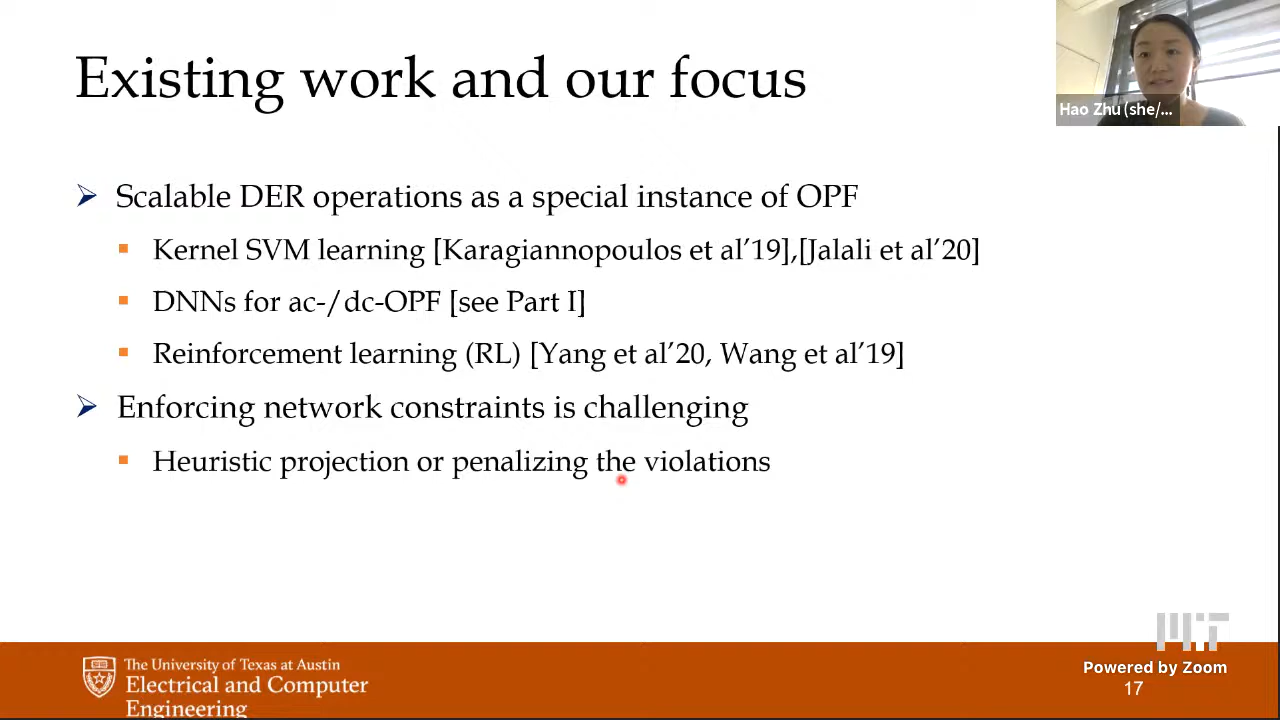 Existing work and our focus
Hao Zhu (she/...
Scalable DER operations as a special instance of OPF
Kernel SVM learning [Karagiannopoulos et al’19],[Jalali et al’20]
DNNs for ac-/dc-OPF [see Part I]
Reinforcement learning (RL) [Yang et al’20, Wang et al’19]
Enforcing network constraints is challenging
Heuristic projection or penalizing the violations
MIT
The University of Texas at Austin
Electrical and Computer
Engineering
Powered by Zoom
17